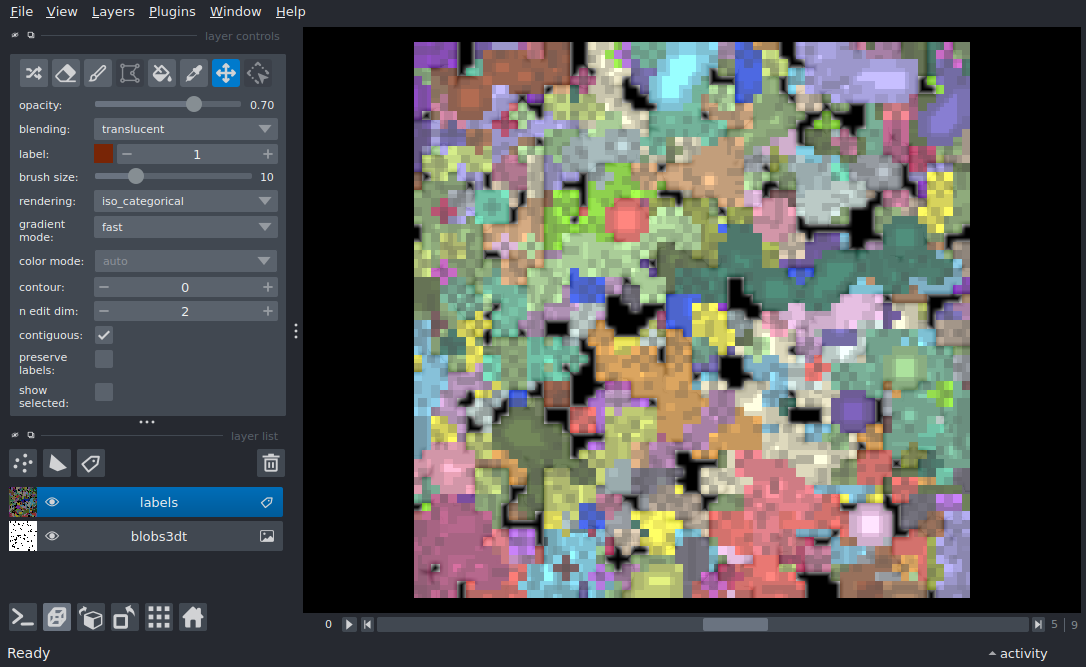 File View Layers Plugins Window Help
layer controls
opacity: 0.70
blending: translucent
label: 1
brush size: 10
rendering: iso_categorical
gradient
mode: fast
color mode: auto
contour: 0
n edit dim: 2
contiguous:
preserve
labels:
show
selected:
layer list
labels
blobs3dt
0 5 | 9
Ready activity